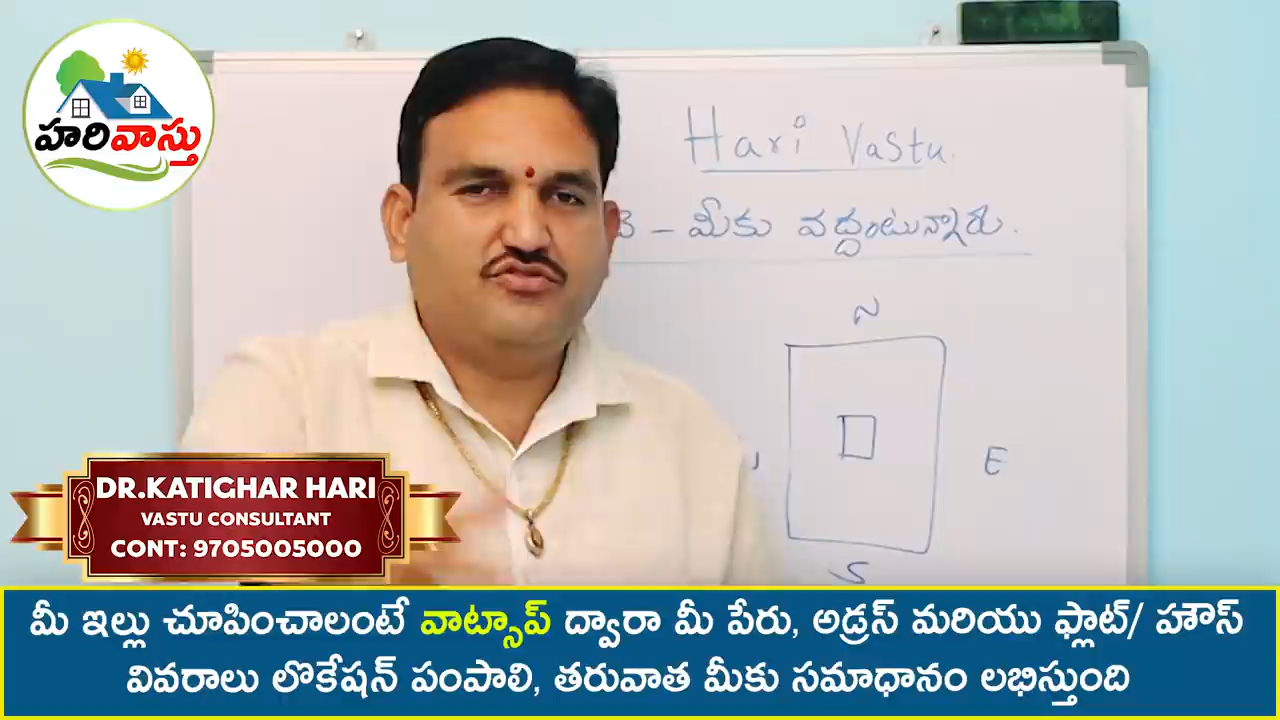 హరివాస్తు
Hari Vastu.
3 - మీకు వద్దంటున్నారు.
N
E
S
DR.KATIGHAR HARI
VASTU CONSULTANT
CONT: 9705005000
మీ ఇల్లు చూపించాలంటే వాట్సాప్ ద్వారా మీ పేరు, అడ్రస్ మరియు ఫ్లాట్/ హౌస్
వివరాలు లొకేషన్ పంపాలి, తరువాత మీకు సమాధానం లభిస్తుంది